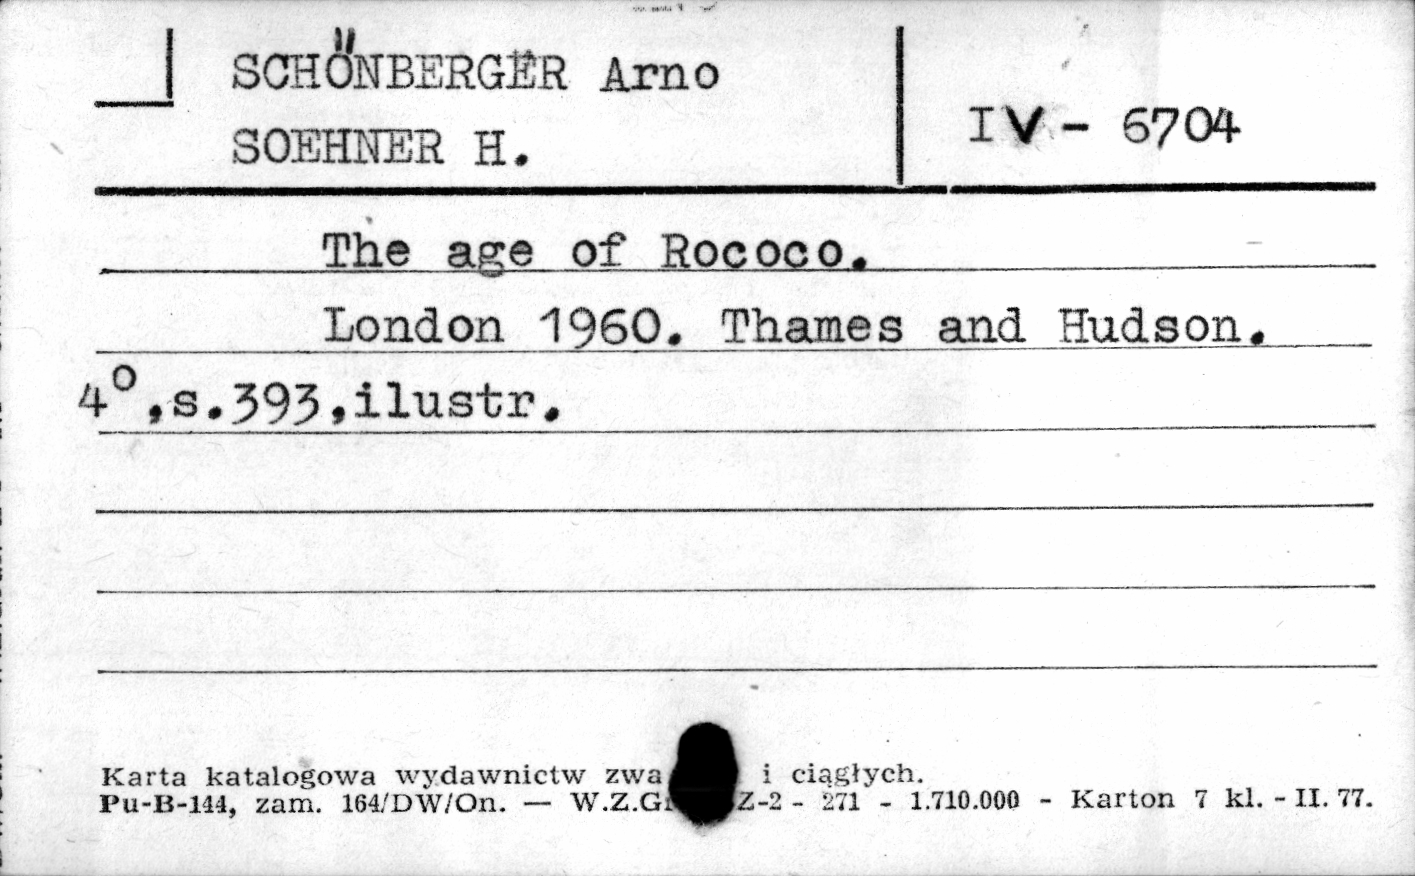 SCHÖNBERGER Arno
SOEHNER H.
IV - 6704
The age of Rococo.
London 1960. Thames and Hudson.
4°,s.393,ilustr.
Karta katalogowa wydawnictw i ciągłych.
Pu-B-144, zam. 164/DW/On. — Z-2 - 271 - 1.710.000 - Karton 7 kl. - II. 77.